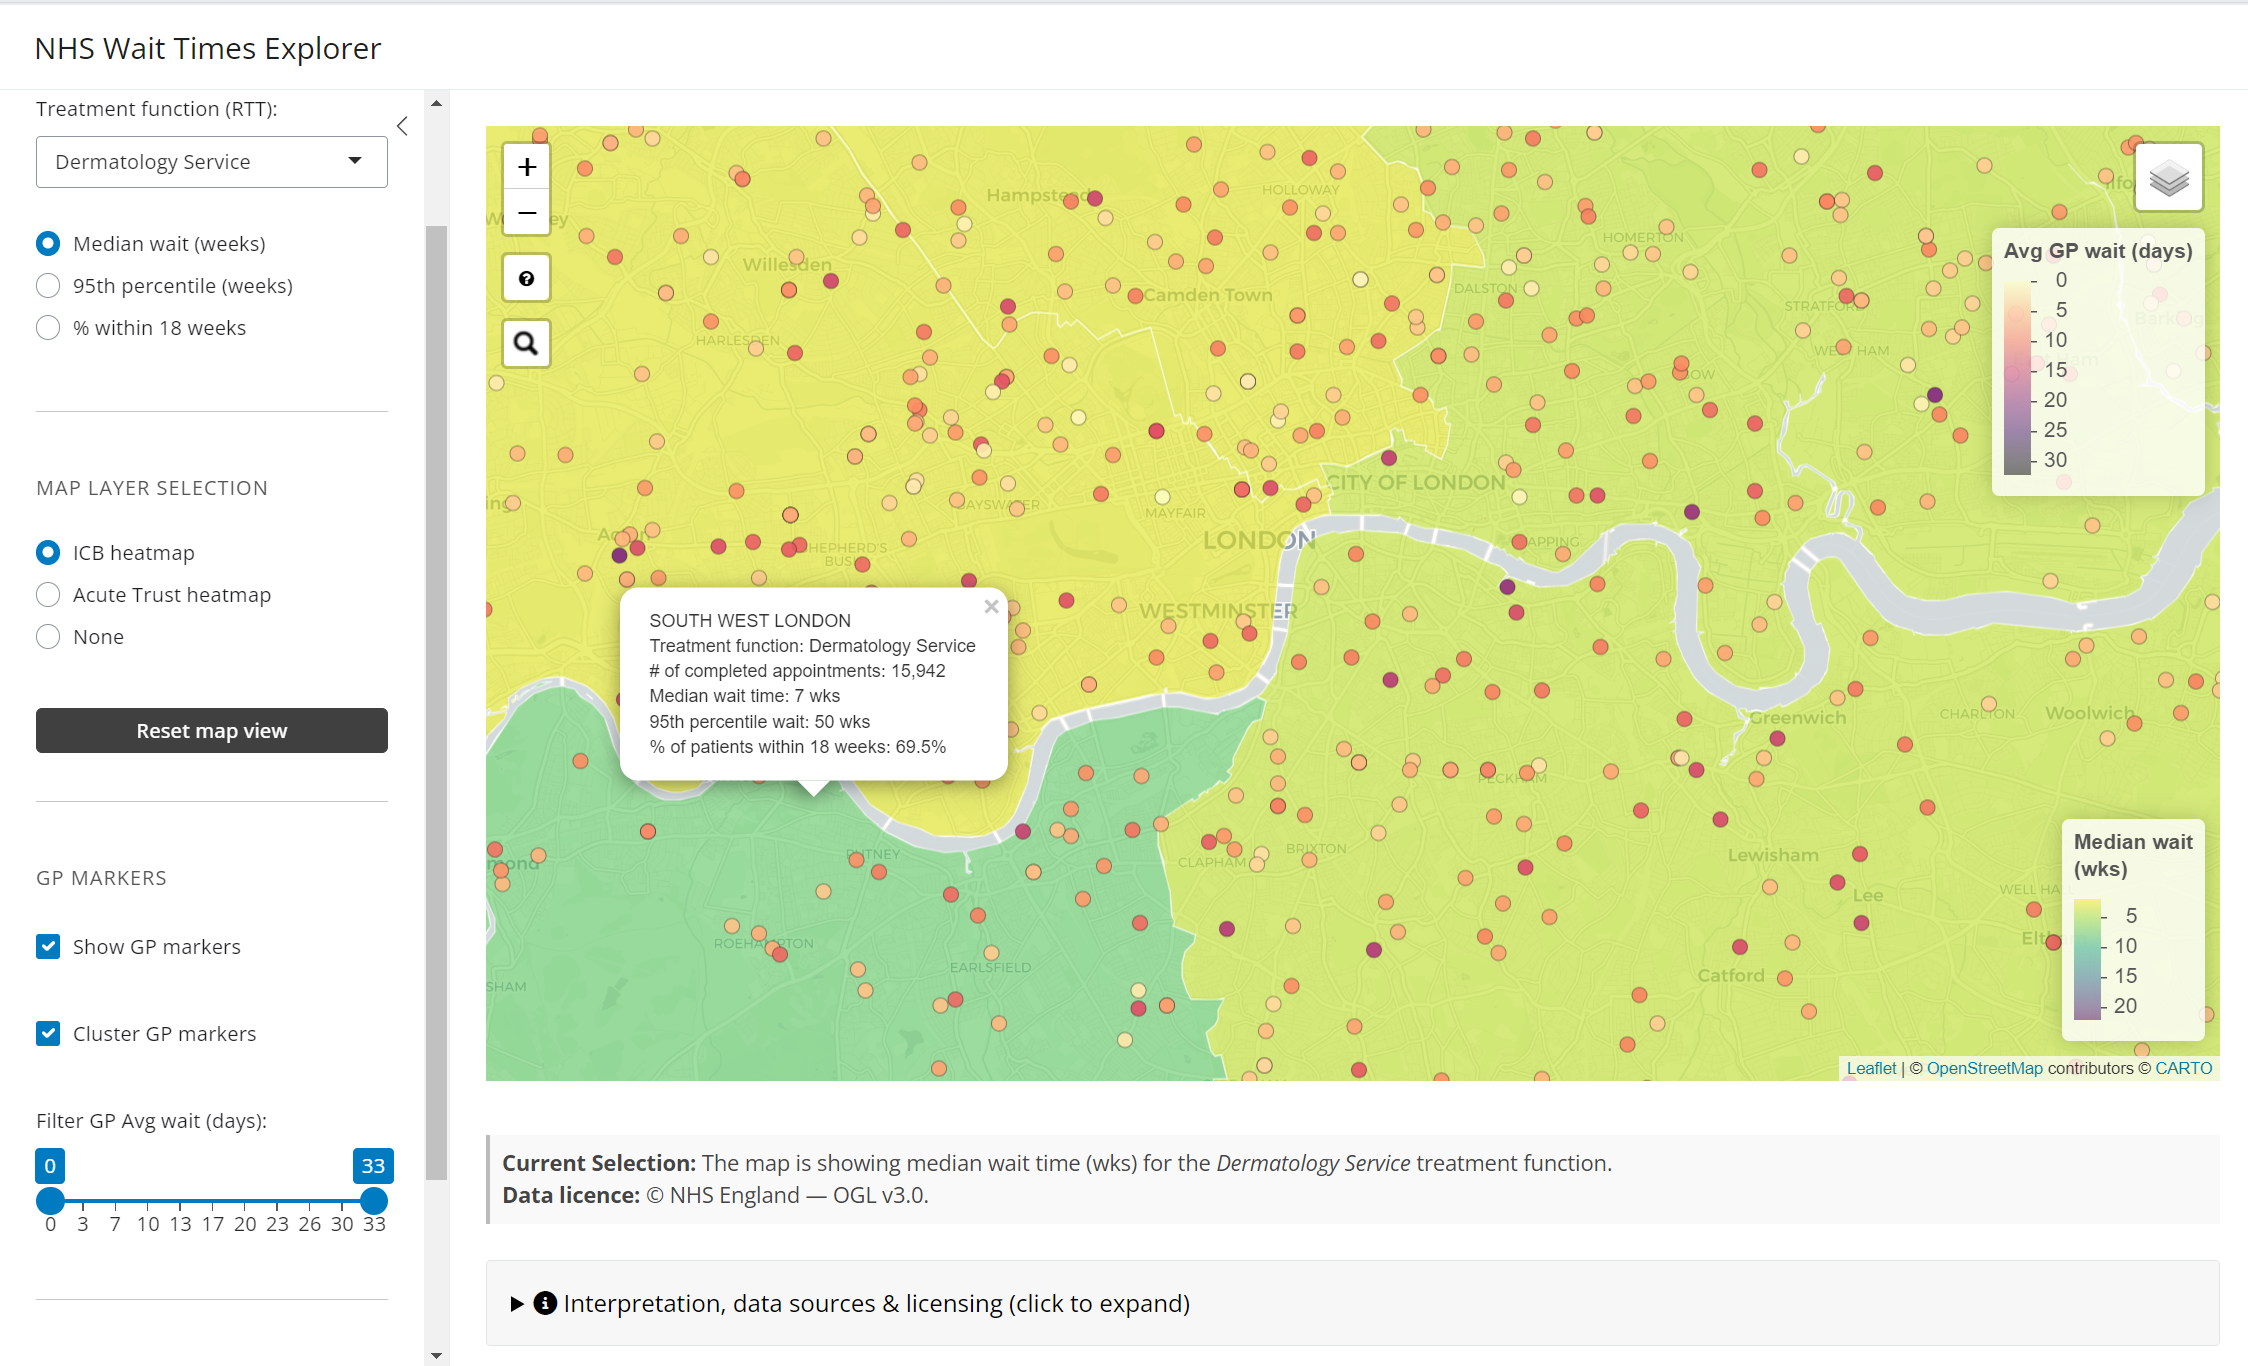 NHS Wait Times Explorer
Treatment function (RTT):
Dermatology Service
Median wait (weeks)
95th percentile (weeks)
% within 18 weeks
MAP LAYER SELECTION
ICB heatmap
Acute Trust heatmap
None
Reset map view
GP MARKERS
Show GP markers
Cluster GP markers
Filter GP Avg wait (days):
0 33
0 3 7 10 13 17 20 23 26 30 33
+
−
?
Hampstead
HOLLOWAY
Willesden
HOMERTON
Camden Town
DALSTON
STRATFORD
HARLESDEN
WEST HAM
BOW
CITY OF LONDON
BAYSWATER
MAYFAIR
LONDON
WAPPING
SHEPHERD'S
BUSH
WESTMINSTER
Greenwich
CHARLTON
Woolwich
PECKHAM
PUTNEY
CLAPHAM
BRIXTON
Lewisham
Lee
WELL HA
ROEHAMPTON
EARLSFIELD
Catford
SHAM
mond
SOUTH WEST LONDON
×
Treatment function: Dermatology Service
# of completed appointments: 15,942
Median wait time: 7 wks
95th percentile wait: 50 wks
% of patients within 18 weeks: 69.5%
Avg GP wait (days)
0
5
10
15
20
25
30
Median wait
(wks)
5
10
15
20
Leaflet | © OpenStreetMap contributors © CARTO
Current Selection: The map is showing median wait time (wks) for the Dermatology Service treatment function.
Data licence: © NHS England — OGL v3.0.
Interpretation, data sources & licensing (click to expand)